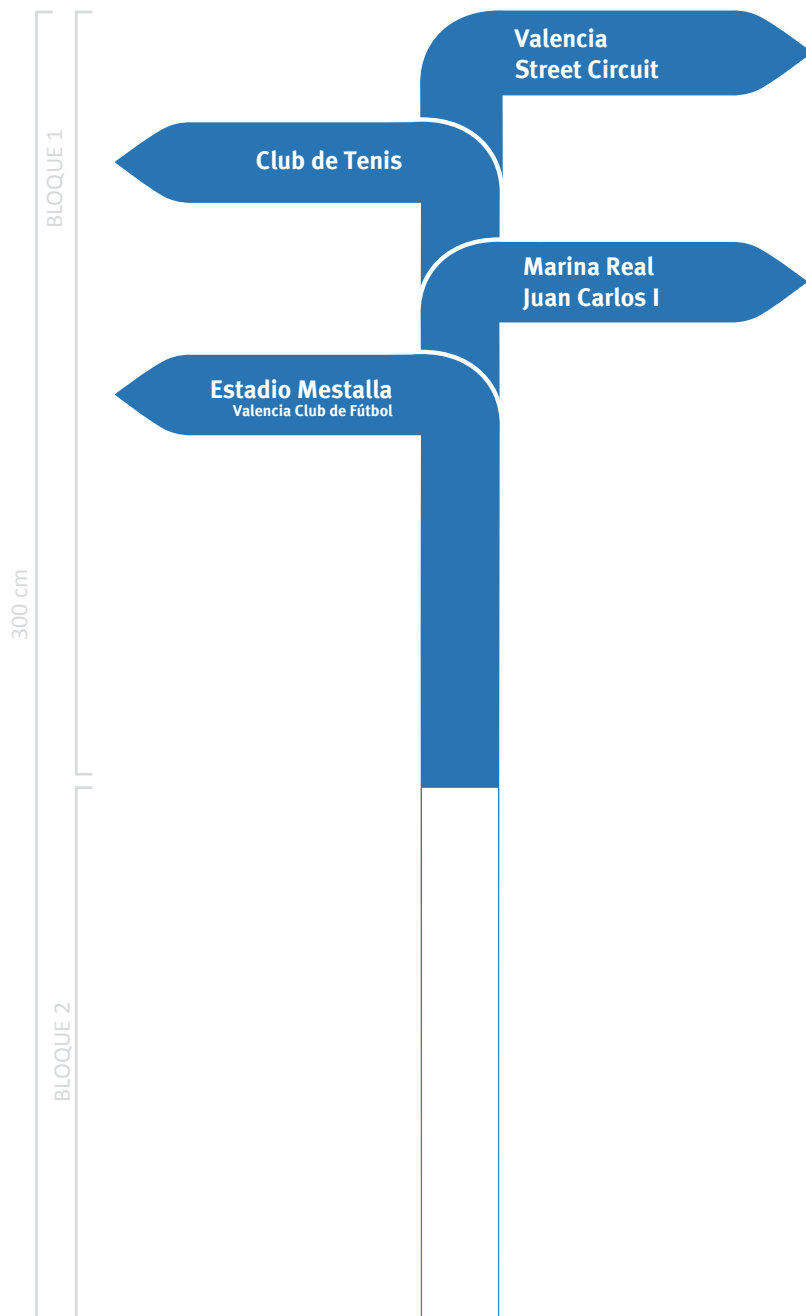 Valencia
Street Circuit
Club de Tenis
Marina Real
Juan Carlos I
Estadio Mestalla
Valencia Club de Fútbol
BLOQUE 1
300 cm
BLOQUE 2